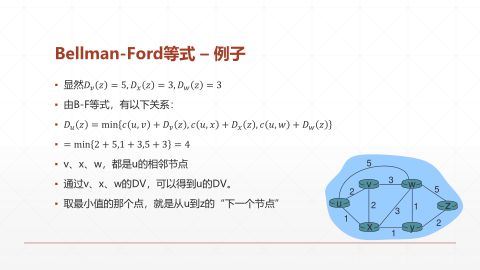 Bellman-Ford等式 – 例子
▪ 显然D_v(z) = 5, D_x(z) = 3, D_w(z) = 3
▪ 由B-F等式，有以下关系：
▪ D_u(z) = min{c(u, v) + D_v(z), c(u, x) + D_x(z), c(u, w) + D_w(z)}
▪ = min{2 + 5,1 + 3,5 + 3} = 4
▪ v、x、w，都是u的相邻节点
▪ 通过v、x、w的DV，可以得到u的DV。
▪ 取最小值的那个点，就是从u到z的“下一个节点”
5
v 3 w
2 5
u 2 3 1 Z
1 2
X 1 y